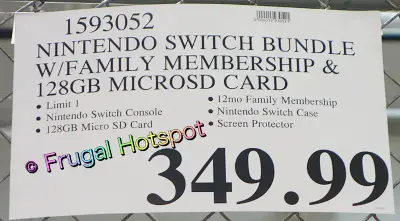 1593052
NINTENDO SWITCH BUNDLE
W/FAMILY MEMBERSHIP &
128GB MICROSD CARD
• Limit 1
• Nintendo Switch Console
• 128GB Micro SD Card
• 12mo Family Membership
• Nintendo Switch Case
• Screen Protector
© Frugal Hotspot
349.99